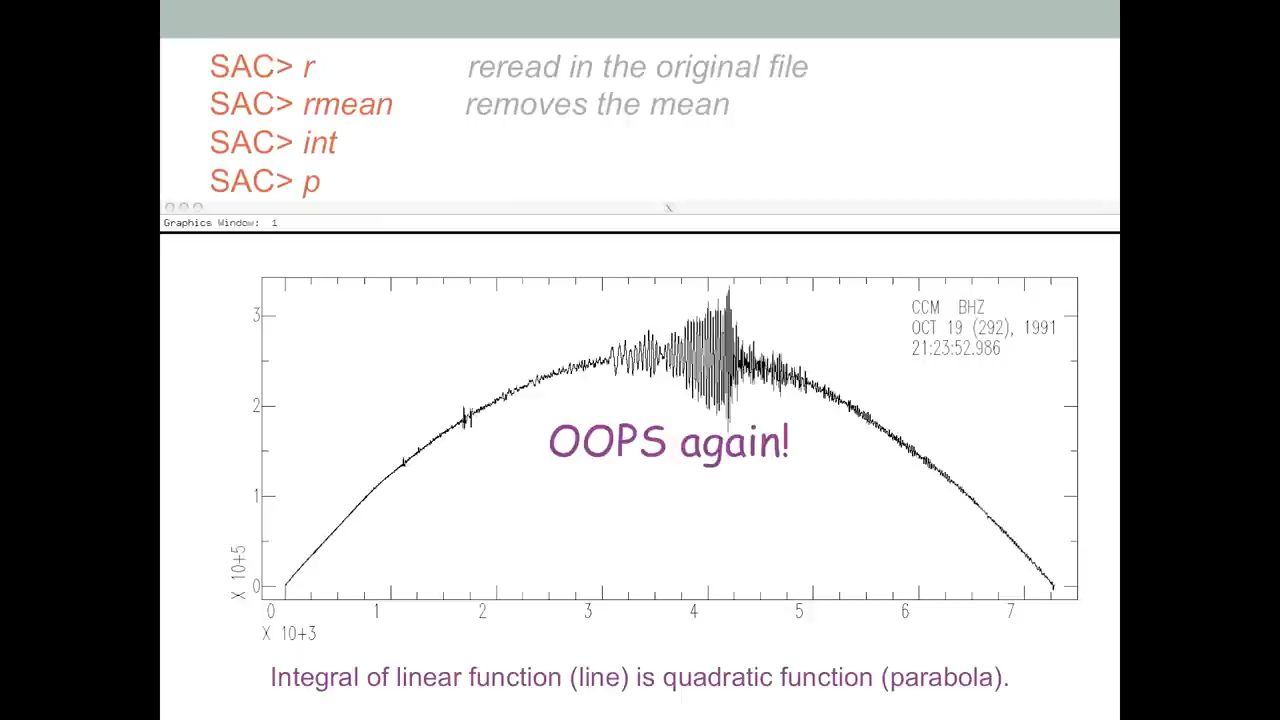 SAC> r reread in the original file
SAC> rmean removes the mean
SAC> int
SAC> p
X
Graphics Window: 1
CCM BHZ
OCT 19 (292), 1991
21:23:52.986
3
2
1
0
X 10+5
OOPS again!
0 1 2 3 4 5 6 7
X 10+3
Integral of linear function (line) is quadratic function (parabola).